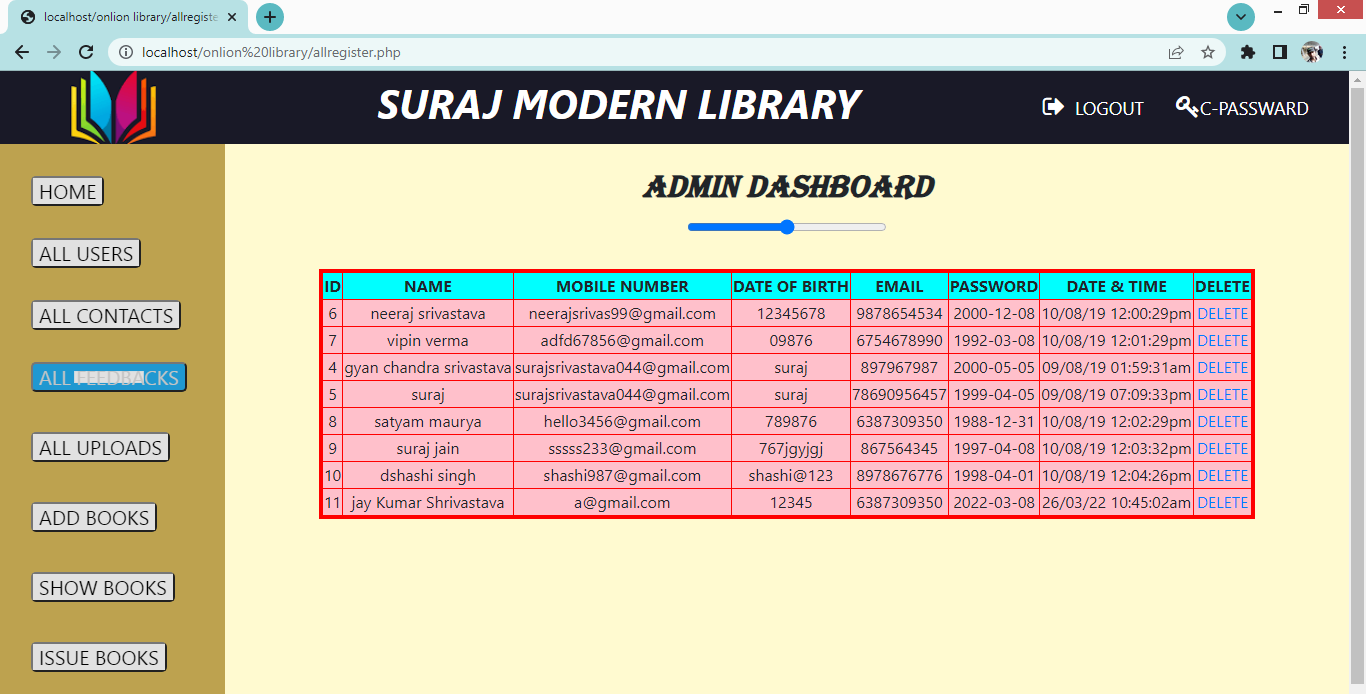 localhost/onlion library/allregiste
localhost/onlion%20library/allregister.php
SURAJ MODERN LIBRARY
LOGOUT
C-PASSWARD
HOME
ALL USERS
ALL CONTACTS
ALL FEEDBACKS
ALL UPLOADS
ADD BOOKS
SHOW BOOKS
ISSUE BOOKS
ADMIN DASHBOARD
ID NAME MOBILE NUMBER DATE OF BIRTH EMAIL PASSWORD DATE & TIME DELETE
6 neeraj srivastava neerajsrivas99@gmail.com 12345678 9878654534 2000-12-08 10/08/19 12:00:29pm DELETE
7 vipin verma adfd67856@gmail.com 09876 6754678990 1992-03-08 10/08/19 12:01:29pm DELETE
4 gyan chandra srivastava surajsrivastava044@gmail.com suraj 897967987 2000-05-05 09/08/19 01:59:31am DELETE
5 suraj surajsrivastava044@gmail.com suraj 78690956457 1999-04-05 09/08/19 07:09:33pm DELETE
8 satyam maurya hello3456@gmail.com 789876 6387309350 1988-12-31 10/08/19 12:02:29pm DELETE
9 suraj jain sssss233@gmail.com 767jgyjgj 867564345 1997-04-08 10/08/19 12:03:32pm DELETE
10 dshashi singh shashi987@gmail.com shashi@123 8978676776 1998-04-01 10/08/19 12:04:26pm DELETE
11 jay Kumar Shrivastava a@gmail.com 12345 6387309350 2022-03-08 26/03/22 10:45:02am DELETE